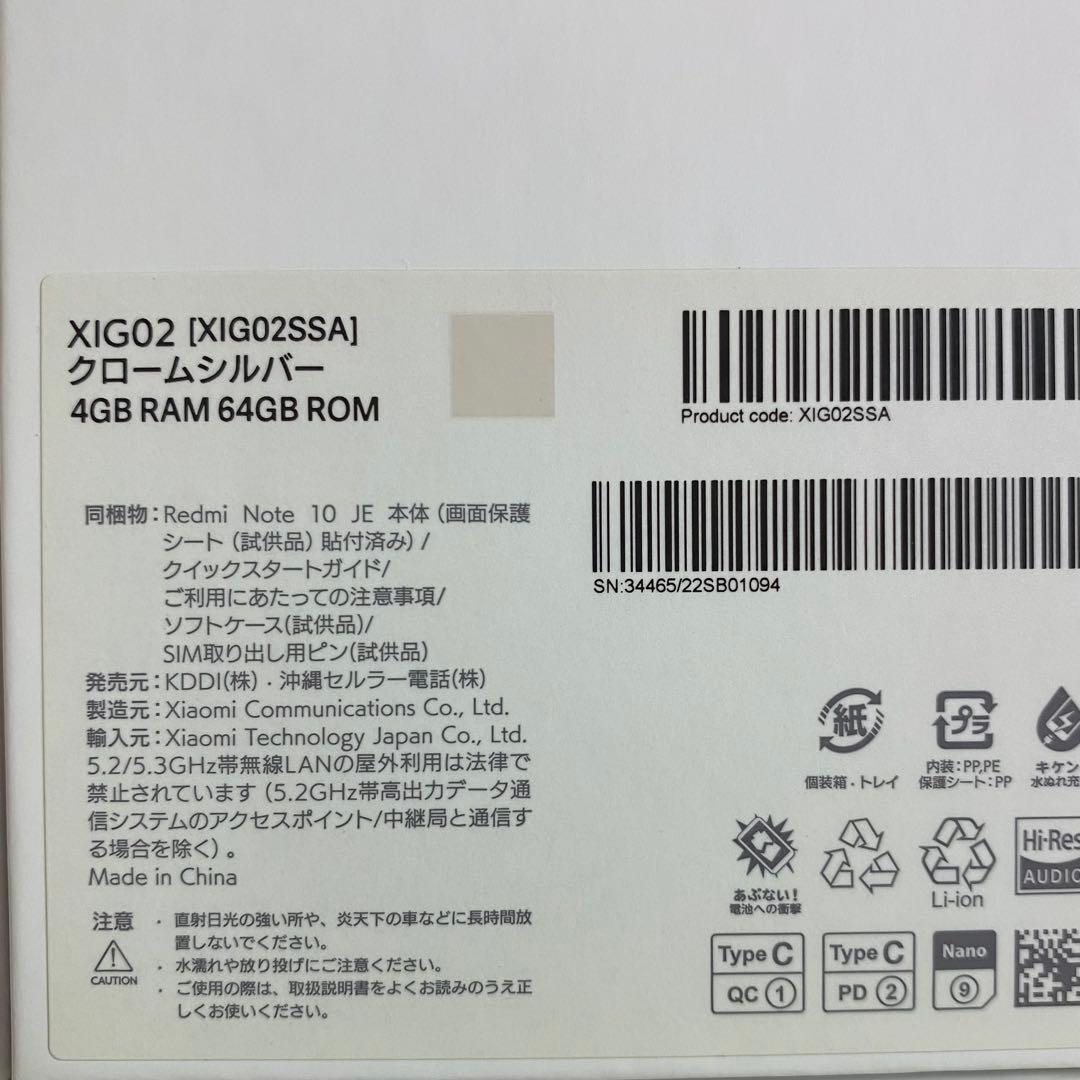 XIG02 [XIG02SSA]
クロームシルバー
4GB RAM 64GB ROM
Product code: XIG02SSA
SN:34465/22SB01094
同梱物：Redmi Note 10 JE 本体（画面保護
シート（試供品）貼付済み）/
クイックスタートガイド/
ご利用にあたっての注意事項/
ソフトケース(試供品)/
SIM取り出し用ピン(試供品)
発売元：KDDI(株)・沖縄セルラー電話(株)
製造元：Xiaomi Communications Co., Ltd.
輸入元：Xiaomi Technology Japan Co., Ltd.
5.2/5.3GHz帯無線LANの屋外利用は法律で
禁止されています（5.2GHz帯高出力データ通
信システムのアクセスポイント/中継局と通信す
る場合を除く）。
Made in China
注意
CAUTION
・ 直射日光の強い所や、炎天下の車などに長時間放
置しないでください。
・ 水濡れや放り投げにご注意ください。
・ ご使用の際は、取扱説明書をよくお読みのうえ正
しくお使いください。
紙
個装箱・トレイ
プラ
内装：PP,PE
保護シート：PP
キケン
水ぬれ充
あぶない！
電池への衝撃
Li-ion
Hi-Res
AUDIO
Type C
QC 1
Type C
PD 2
Nano
9